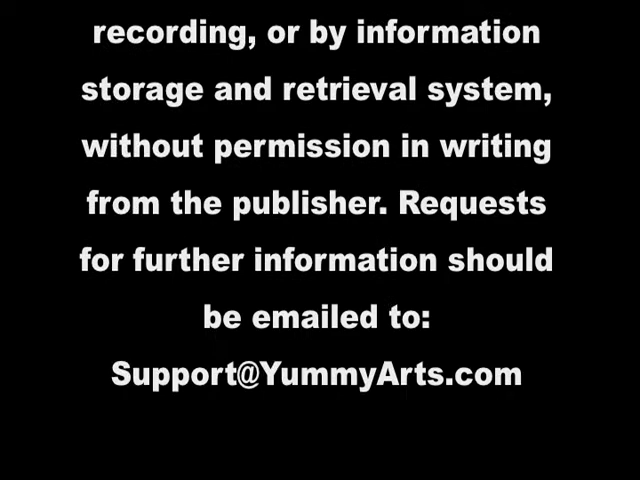 recording, or by information
storage and retrieval system,
without permission in writing
from the publisher. Requests
for further information should
be emailed to:
Support@YummyArts.com